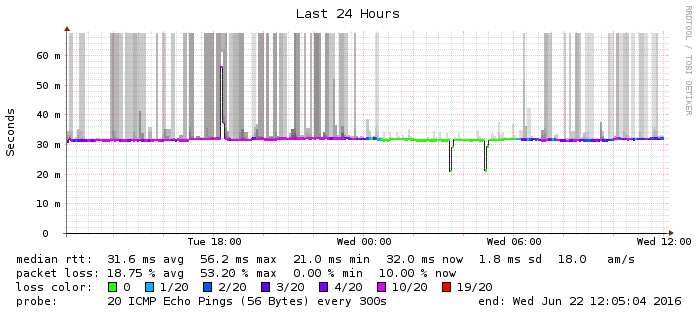 Last 24 Hours
RRDTOOL / TOBI OETIKER
Seconds
60 m
50 m
40 m
30 m
20 m
10 m
0
Tue 18:00 Wed 00:00 Wed 06:00 Wed 12:00
median rtt: 31.6 ms avg 56.2 ms max 21.0 ms min 32.0 ms now 1.8 ms sd 18.0 am/s
packet loss: 18.75 % avg 53.20 % max 0.00 % min 10.00 % now
loss color: 0 1/20 2/20 3/20 4/20 10/20 19/20
probe: 20 ICMP Echo Pings (56 Bytes) every 300s end: Wed Jun 22 12:05:04 2016